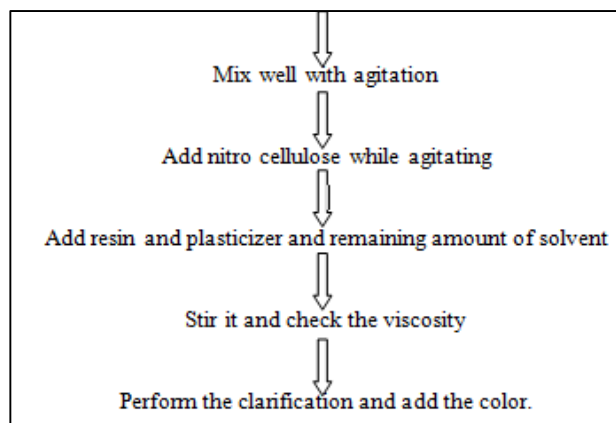 Mix well with agitation
Add nitro cellulose while agitating
Add resin and plasticizer and remaining amount of solvent
Stir it and check the viscosity
Perform the clarification and add the color.